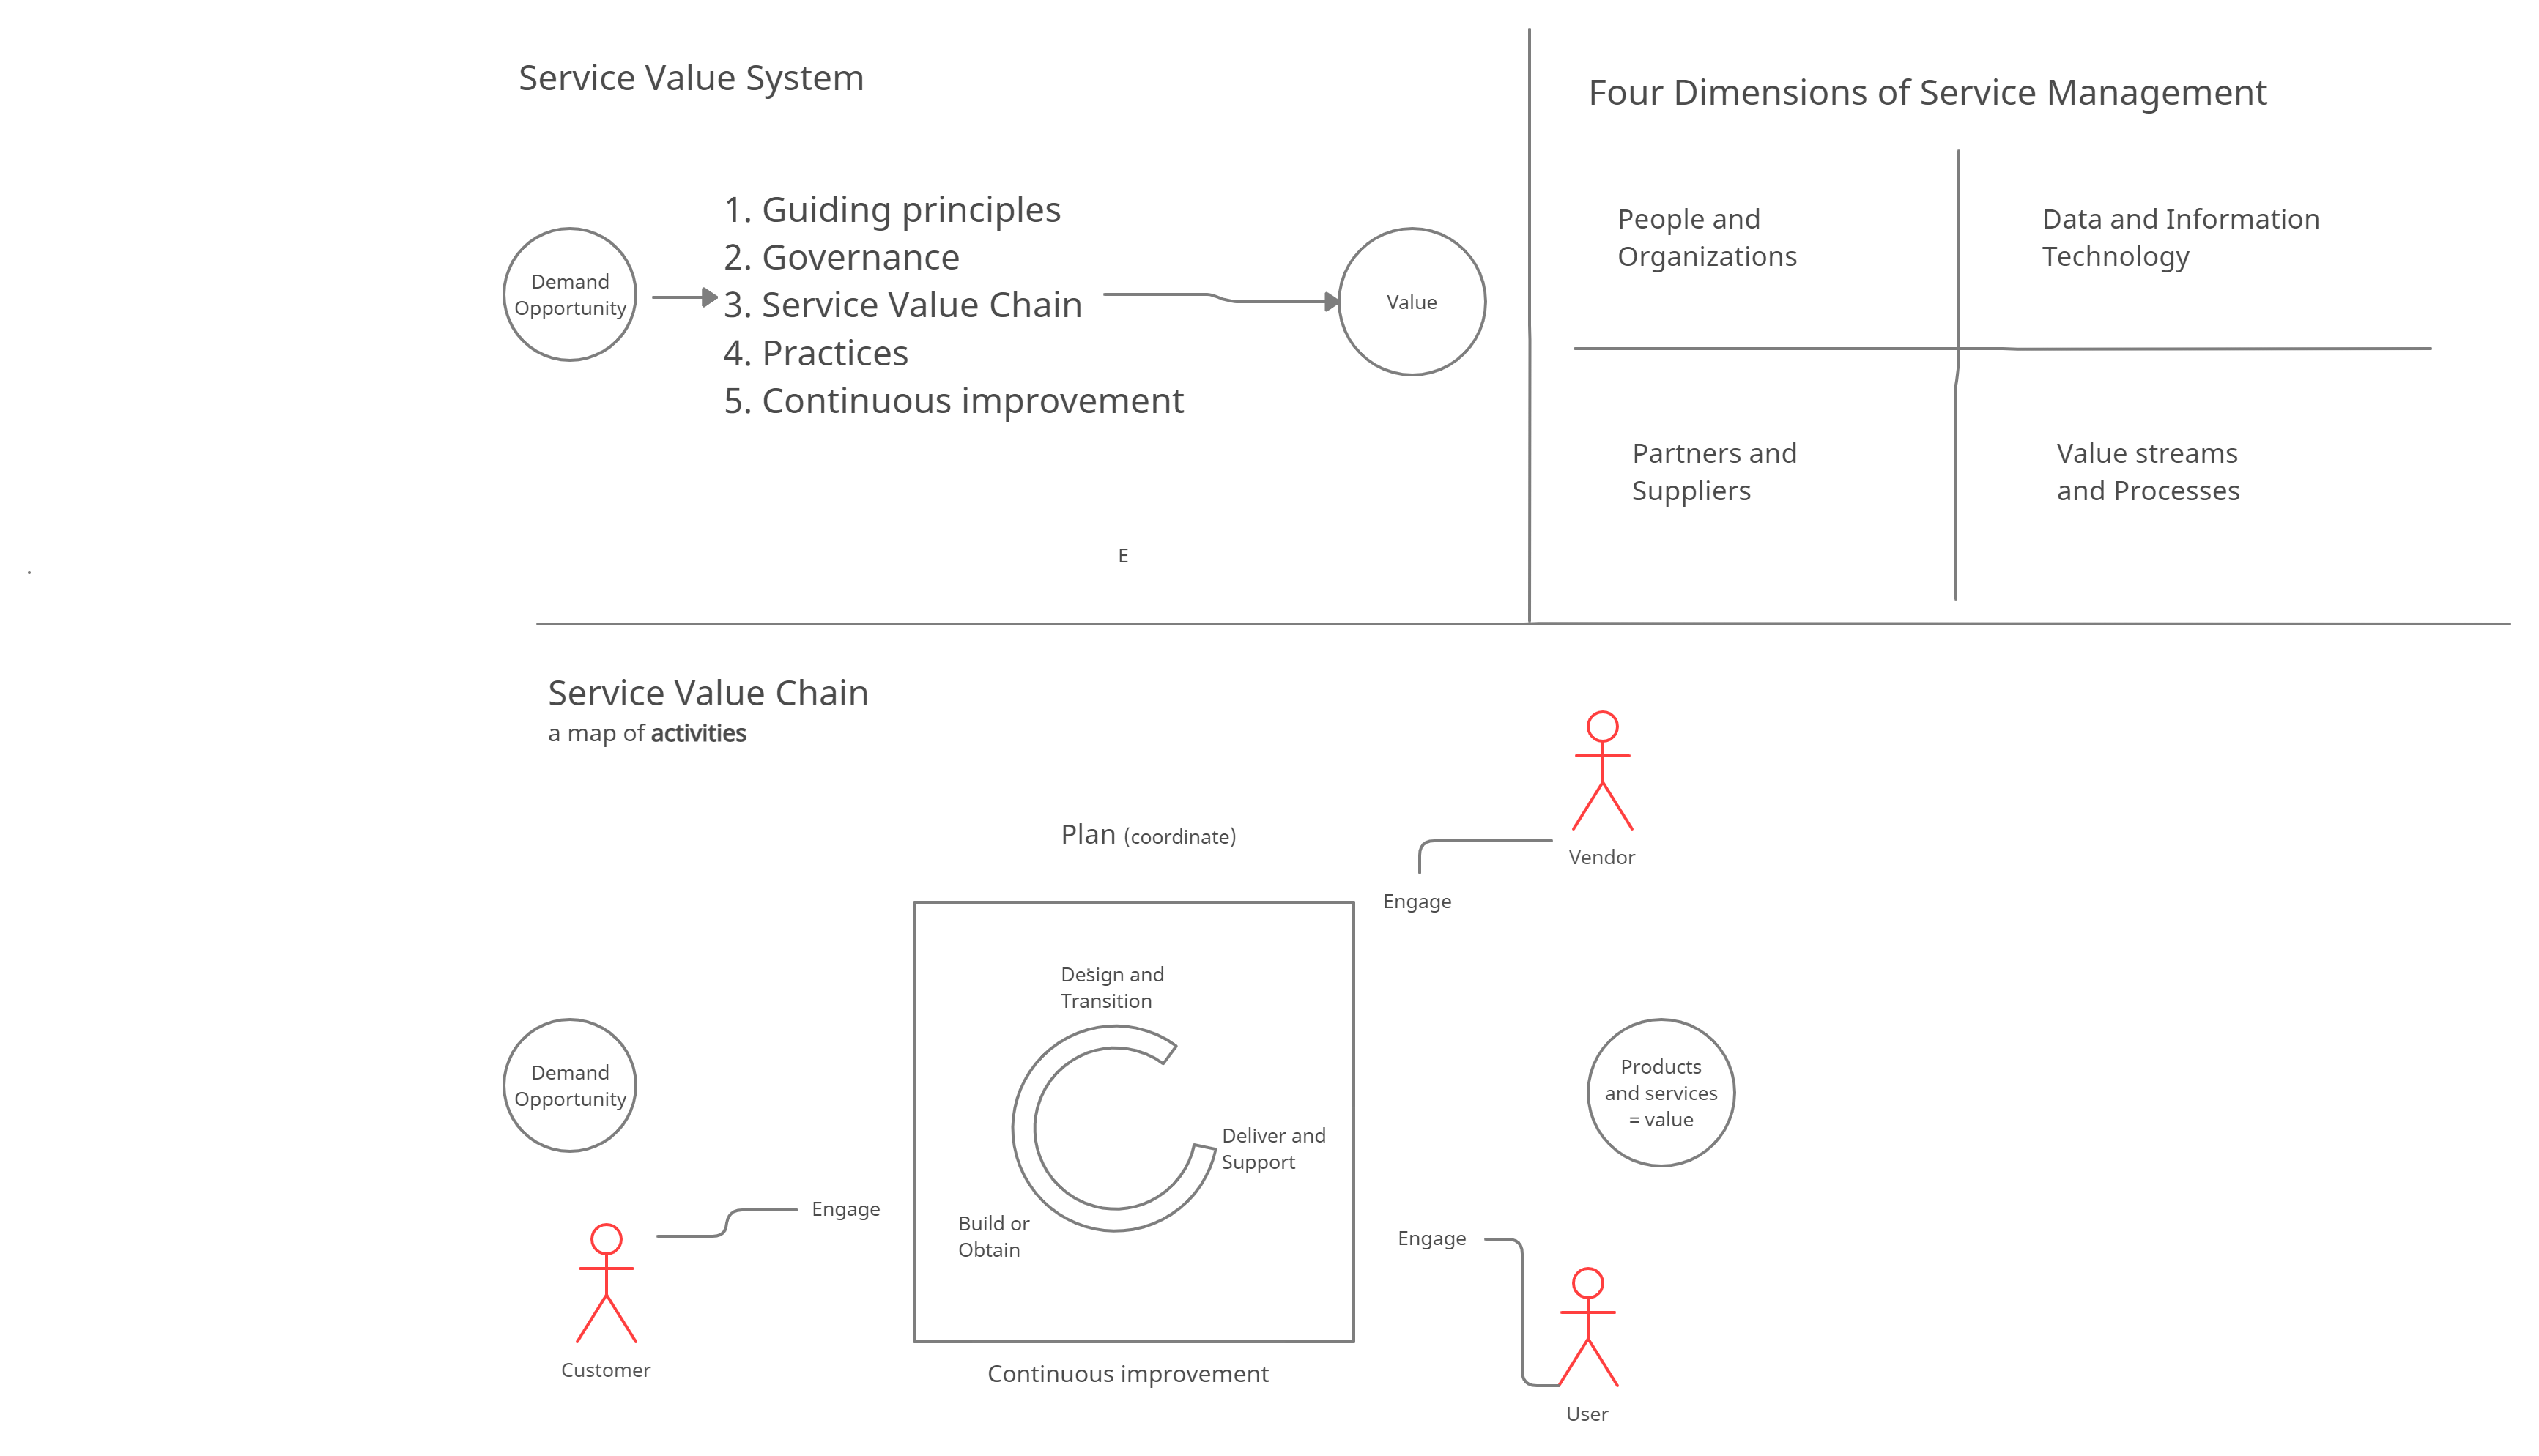 Service Value System
Demand
Opportunity
1. Guiding principles
2. Governance
3. Service Value Chain
4. Practices
5. Continuous improvement
Value
E
Four Dimensions of Service Management
People and
Organizations
Data and Information
Technology
Partners and
Suppliers
Value streams
and Processes
Service Value Chain
a map of activities
Plan (coordinate)
Vendor
Engage
Design and
Transition
Demand
Opportunity
Products
and services
= value
Deliver and
Support
Engage
Build or
Obtain
Engage
Customer
Continuous improvement
User